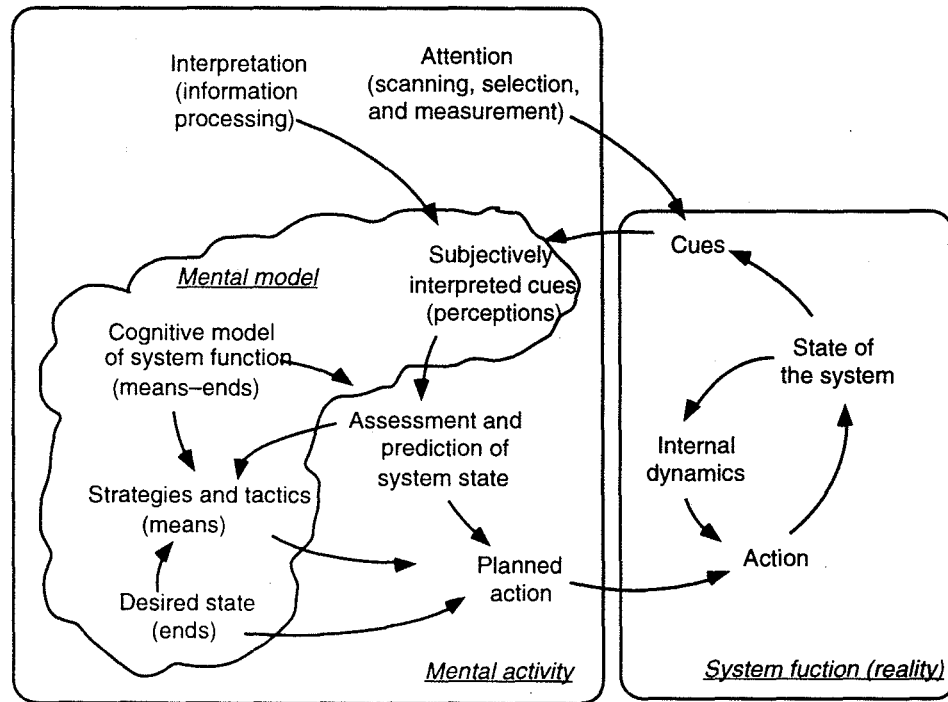 Interpretation
(information
processing)
Attention
(scanning, selection,
and measurement)
Mental model
Subjectively
interpreted cues
(perceptions)
Cues
Cognitive model
of system function
(means–ends)
State of
the system
Assessment and
prediction of
system state
Internal
dynamics
Strategies and tactics
(means)
Planned
action
Action
Desired state
(ends)
Mental activity
System fuction (reality)